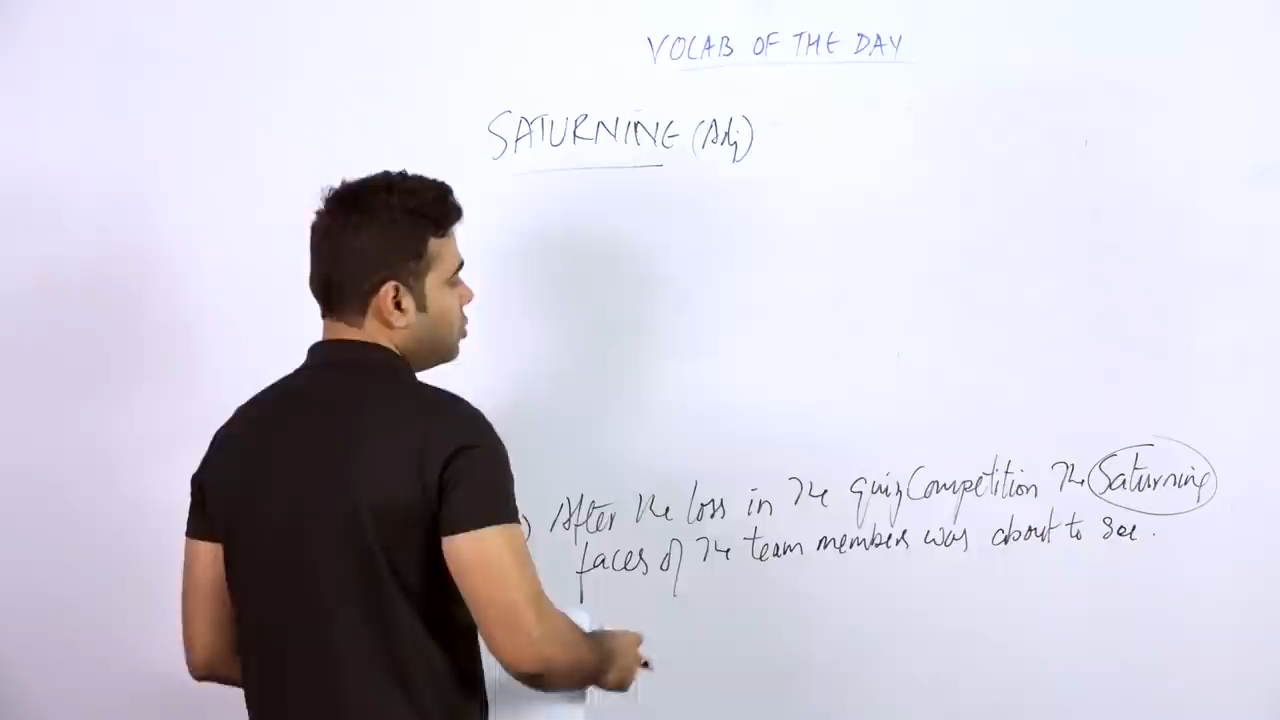 VOCAB OF THE DAY
SATURNINE (Adj)
) After the loss in the quiz Competition the Saturnine
faces of the team members was about to see.